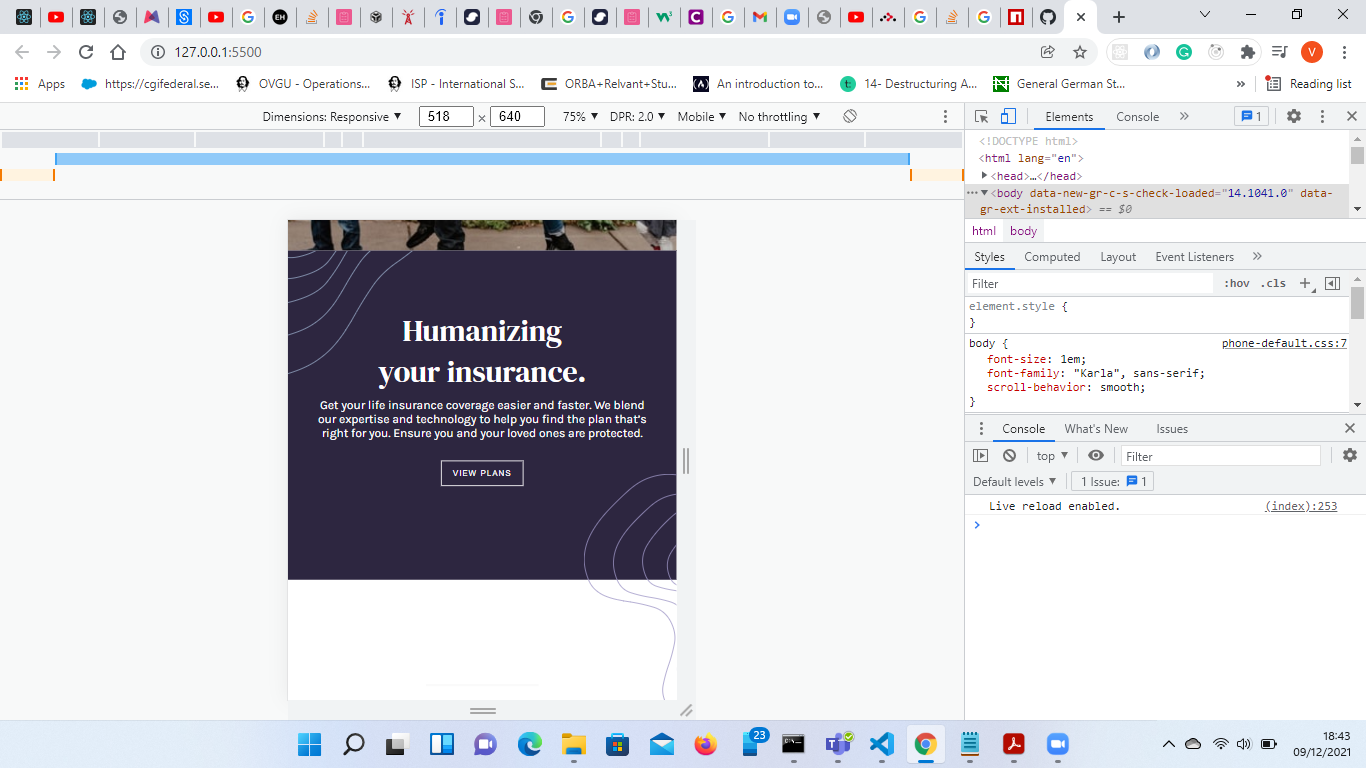 EH
C
127.0.0.1:5500
V
Apps
https://cgifederal.se...
OVGU - Operations...
ISP - International S...
ORBA+Relvant+Stu...
An introduction to...
14- Destructuring A...
General German St...
»
Reading list
Dimensions: Responsive ▼
518 × 640
75% ▼
DPR: 2.0 ▼
Mobile ▼
No throttling ▼
Elements
Console
»
1
<!DOCTYPE html>
<html lang="en">
<head>…</head>
<body data-new-gr-c-s-check-loaded="14.1041.0" data-
gr-ext-installed> == $0
html body
Styles Computed Layout Event Listeners »
Filter
:hov .cls +
element.style {
}
body {
phone-default.css:7
font-size: 1em;
font-family: "Karla", sans-serif;
scroll-behavior: smooth;
}
Humanizing
your insurance.
Get your life insurance coverage easier and faster. We blend
our expertise and technology to help you find the plan that's
right for you. Ensure you and your loved ones are protected.
VIEW PLANS
Console What's New Issues
top ▼
Filter
Default levels ▼
1 Issue: 1
Live reload enabled.
(index):253
23
18:43
09/12/2021